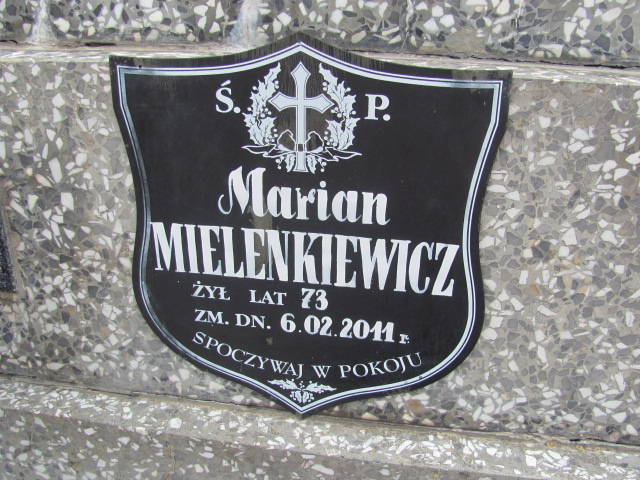 Ś. P.
Marian
MIELENKIEWICZ
ŻYŁ LAT 73
ZM. DN. 6.02.2011 r.
SPOCZYWAJ W POKOJU